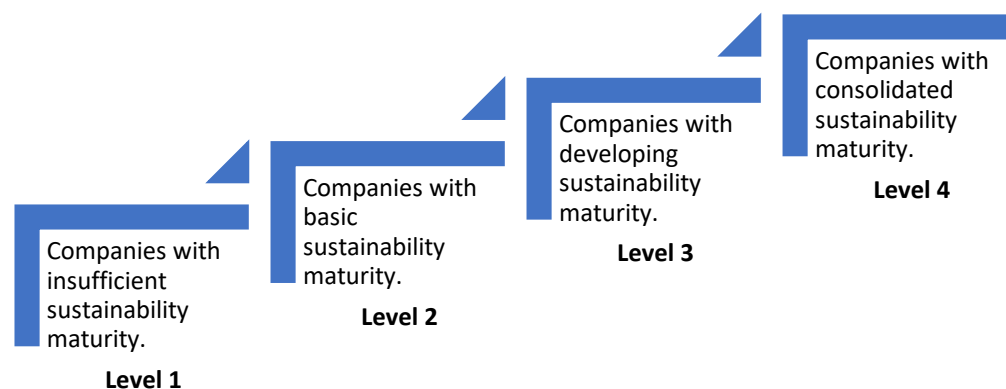 Companies with
insufficient
sustainability
maturity.
Level 1
Companies with
basic
sustainability
maturity.
Level 2
Companies with
developing
sustainability
maturity.
Level 3
Companies with
consolidated
sustainability
maturity.
Level 4